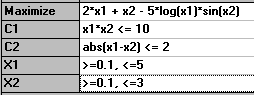 Maximize 2*x1 + x2 - 5*log(x1)*sin(x2)
C1 x1*x2 <= 10
C2 abs(x1-x2) <= 2
X1 >=0.1, <=5
X2 >=0.1, <=3